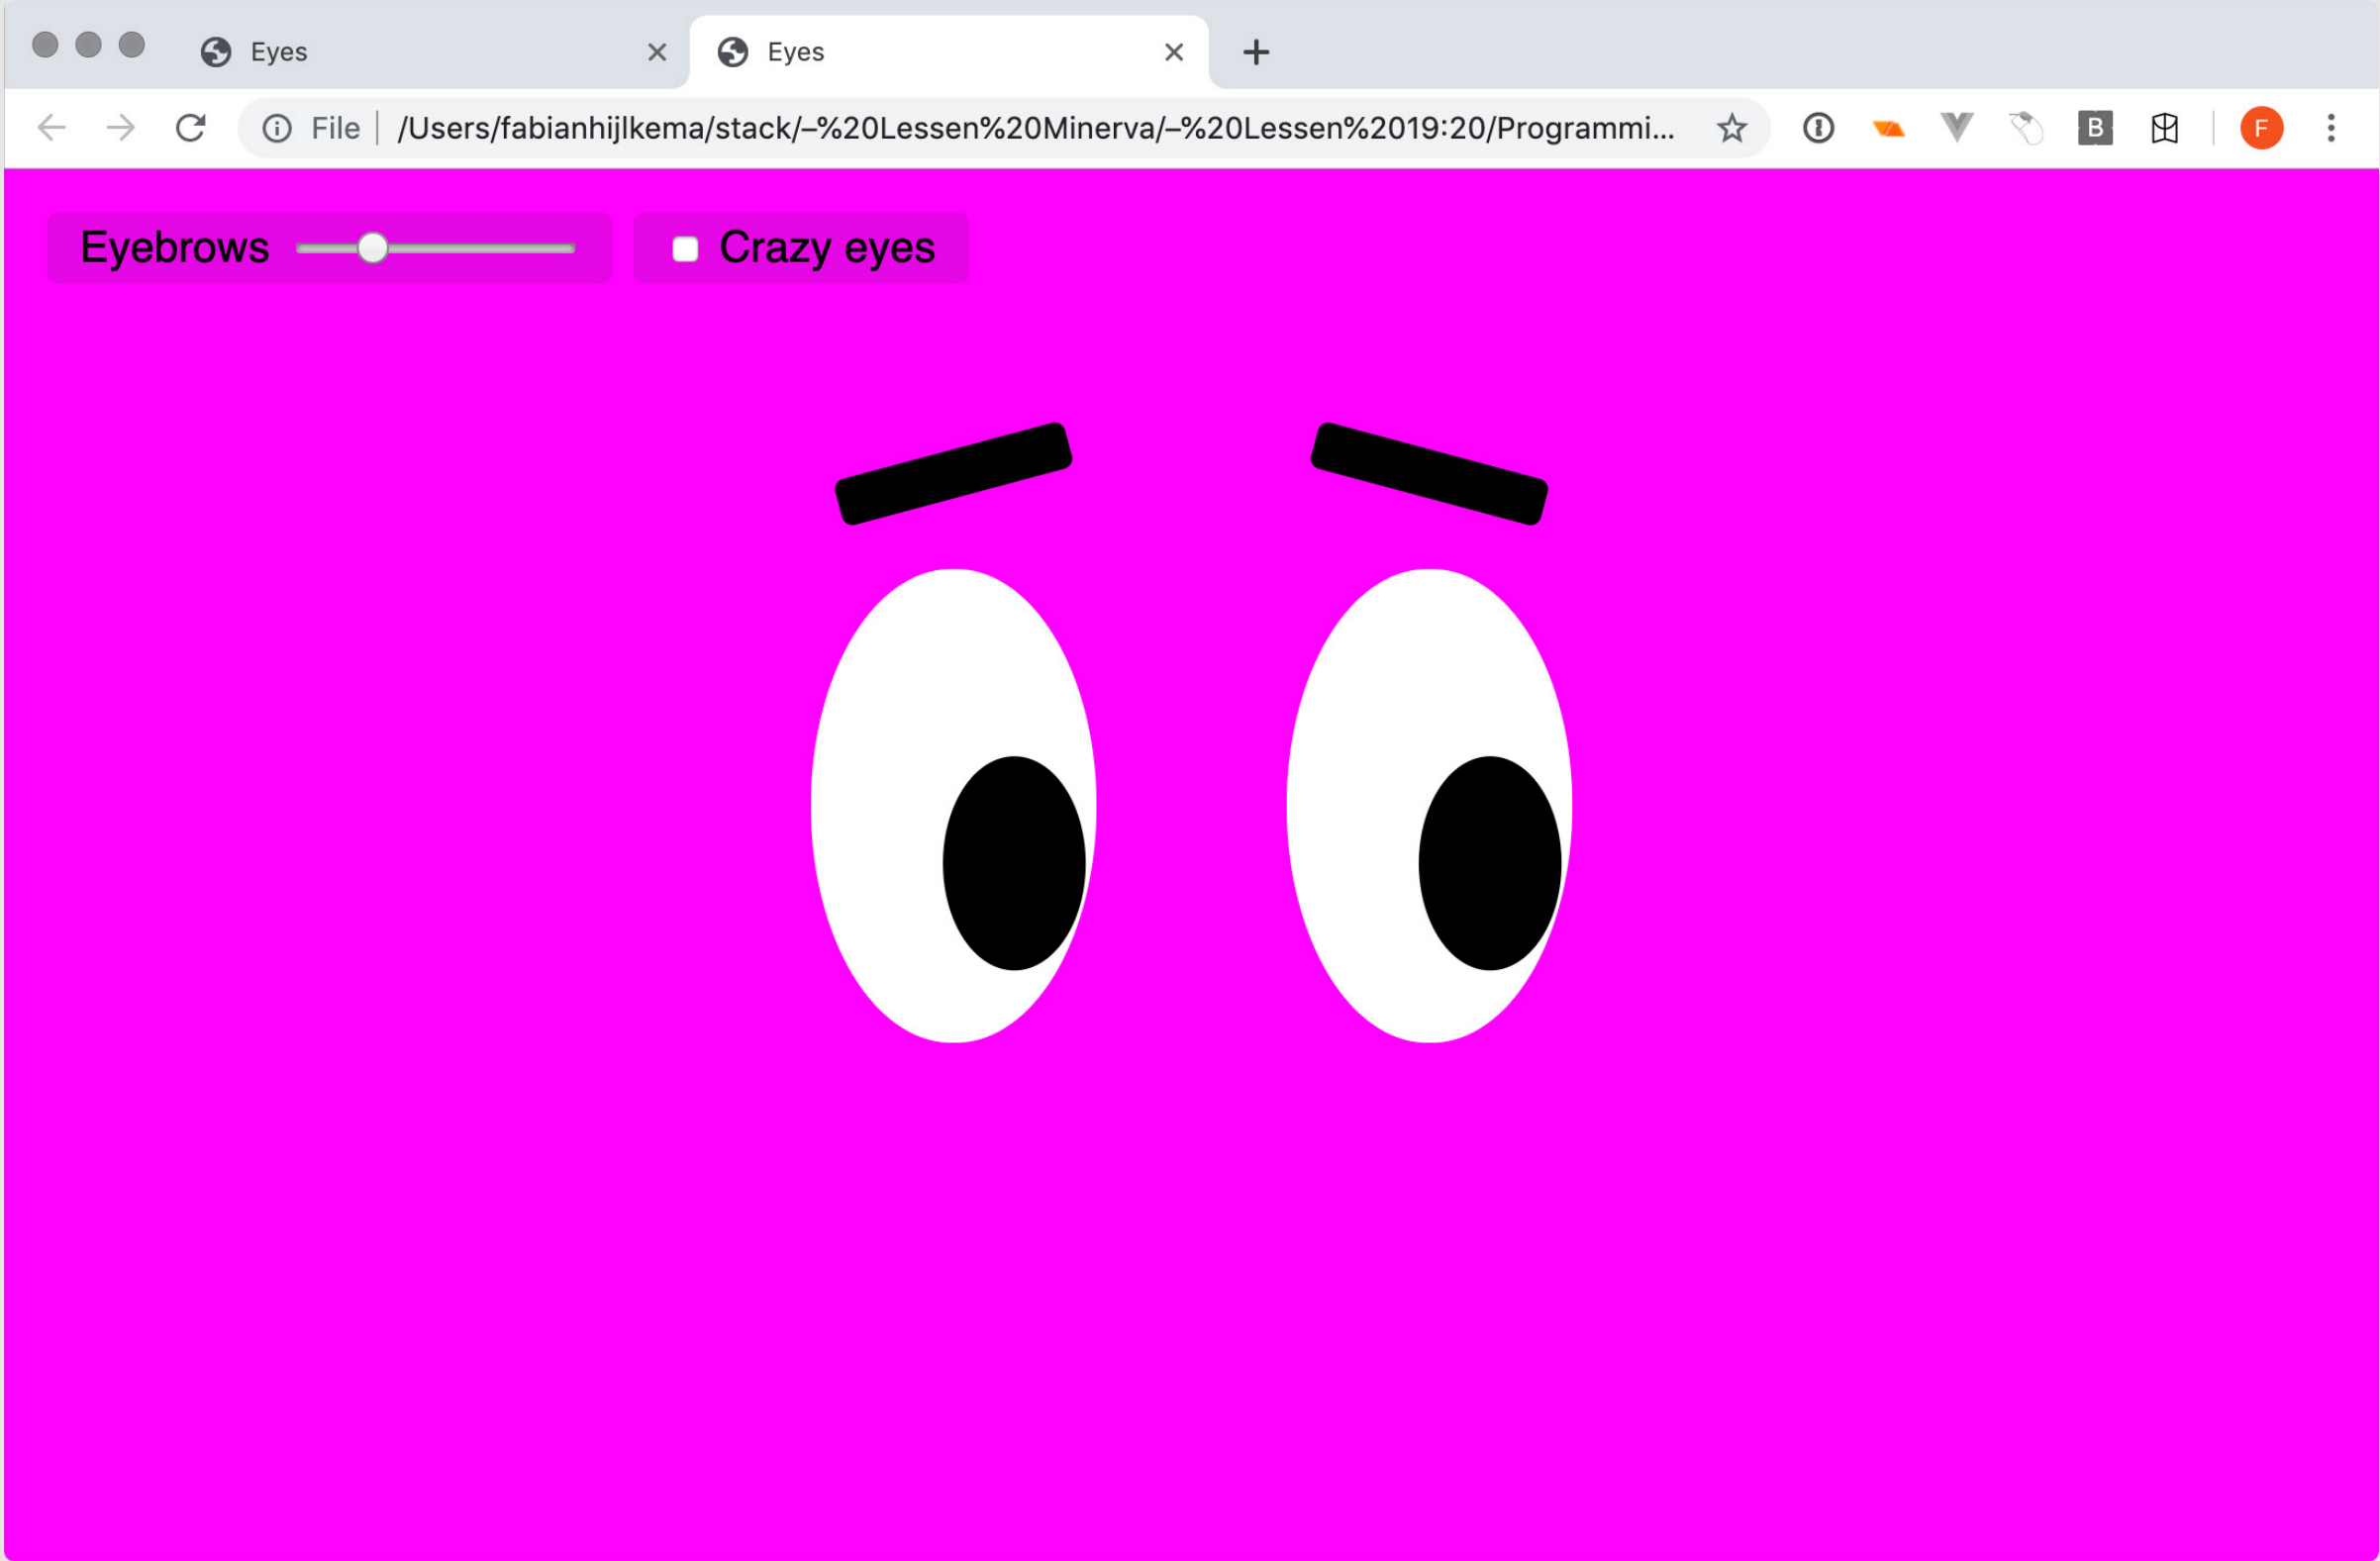 Eyes
Eyes
File
/Users/fabianhijlkema/stack/–%20Lessen%20Minerva/–%20Lessen%2019:20/Programmi...
B
F
Eyebrows
Crazy eyes